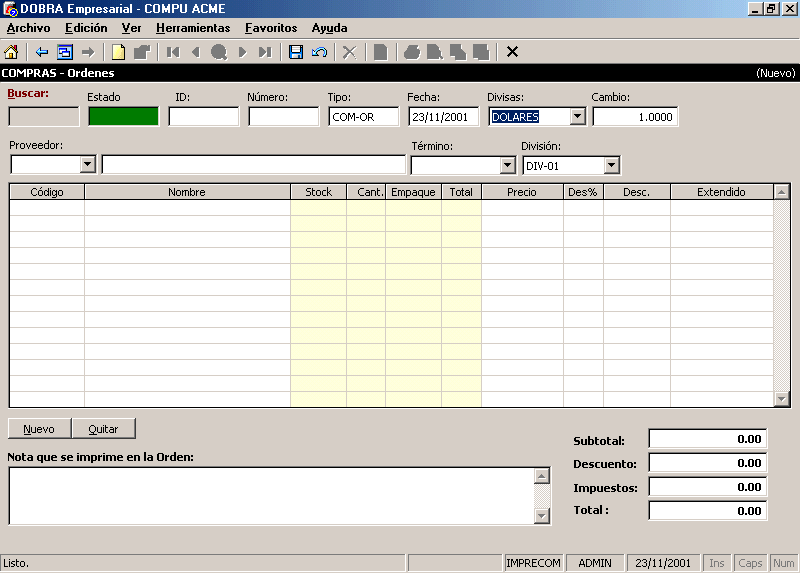 DOBRA Empresarial - COMPU ACME
Archivo Edición Ver Herramientas Favoritos Ayuda
COMPRAS - Ordenes (Nuevo)
Buscar: Estado ID: Número: Tipo: Fecha: Divisas: Cambio:
COM-OR 23/11/2001 DOLARES 1.0000
Proveedor: Término: División:
DIV-01
Código Nombre Stock Cant. Empaque Total Precio Des% Desc. Extendido
Nuevo Quitar
Subtotal: 0.00
Nota que se imprime en la Orden:
Descuento: 0.00
Impuestos: 0.00
Total : 0.00
Listo. IMPRECOM ADMIN 23/11/2001 Ins Caps Num